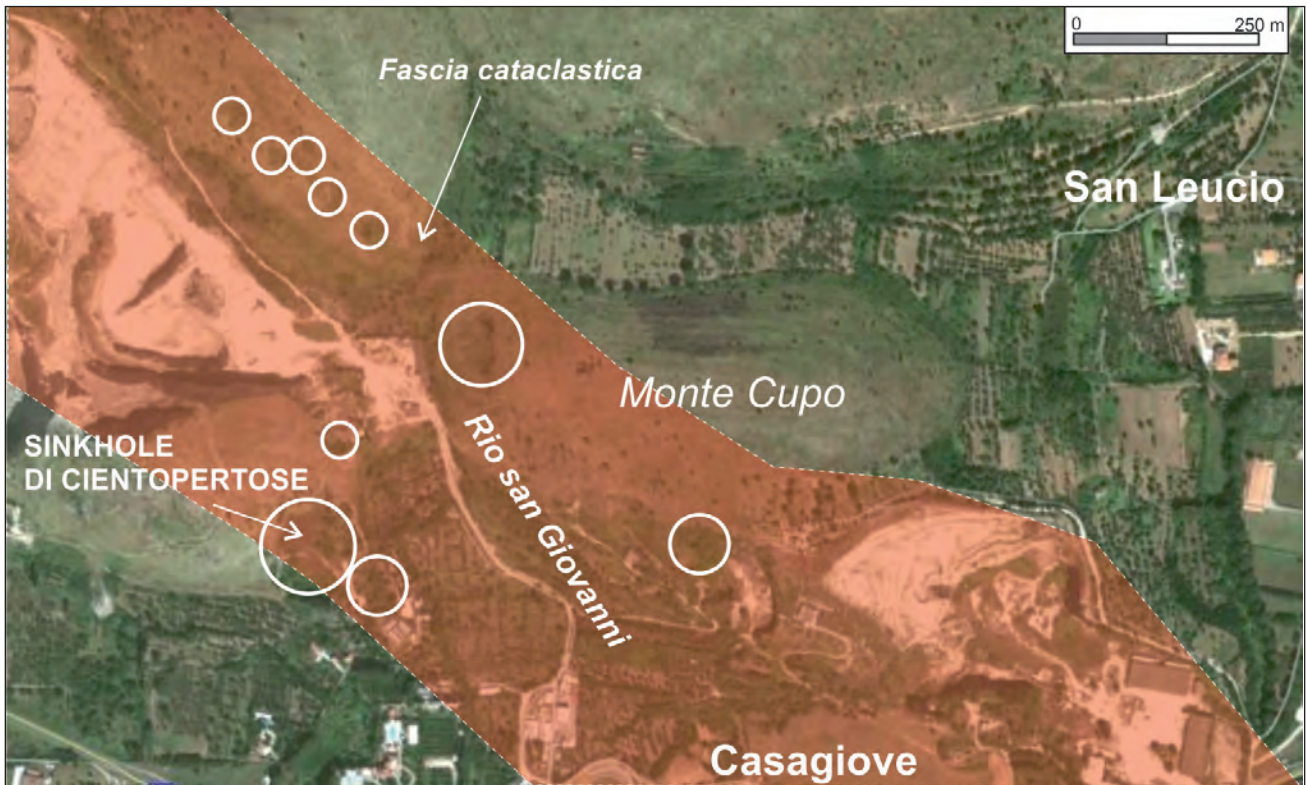 0 250 m
Fascia cataclastica
San Leucio
Monte Cupo
SINKHOLE
DI CIENTOPERTOSE
Rio san Giovanni
Casagiove